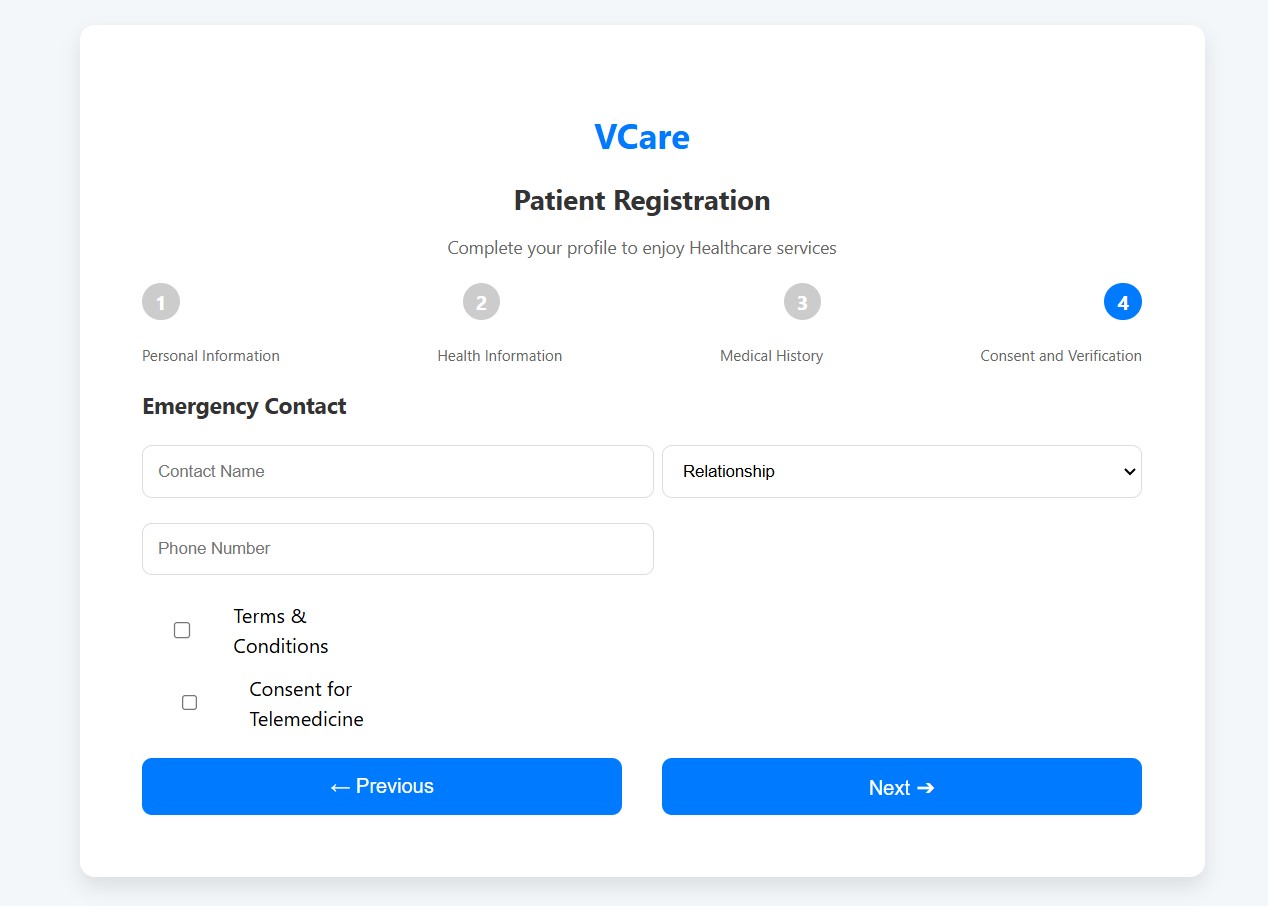 VCare
Patient Registration
Complete your profile to enjoy Healthcare services
1 2 3 4
Personal Information Health Information Medical History Consent and Verification
Emergency Contact
Contact Name Relationship
Phone Number
Terms &
Conditions
Consent for
Telemedicine
← Previous Next ➔